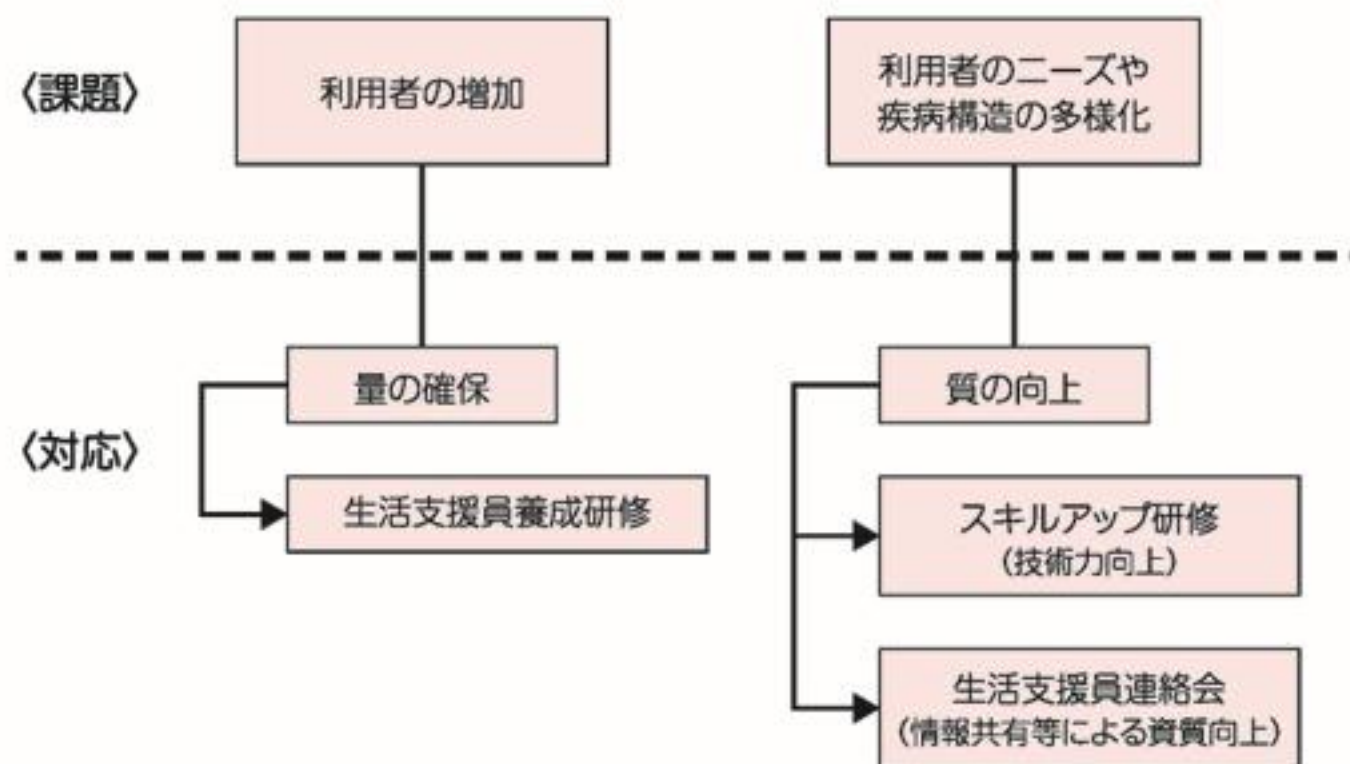 〈課題〉
利用者の増加
利用者のニーズや
疾病構造の多様化
〈対応〉
量の確保
生活支援員養成研修
質の向上
スキルアップ研修
（技術力向上）
生活支援員連絡会
（情報共有等による資質向上）